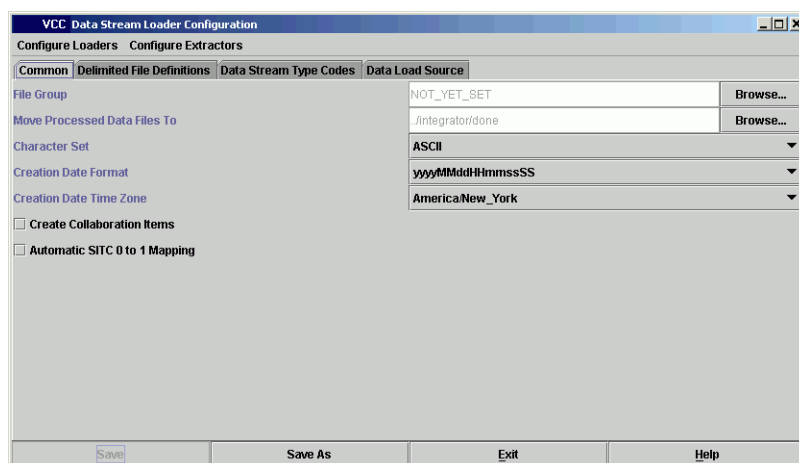 VCC Data Stream Loader Configuration
Configure Loaders Configure Extractors
Common Delimited File Definitions Data Stream Type Codes Data Load Source
File Group NOT_YET_SET Browse...
Move Processed Data Files To ../integrator/done Browse...
Character Set ASCII
Creation Date Format yyyyMMddHHmmssSS
Creation Date Time Zone America/New_York
Create Collaboration Items
Automatic SITC 0 to 1 Mapping
Save Save As Exit Help